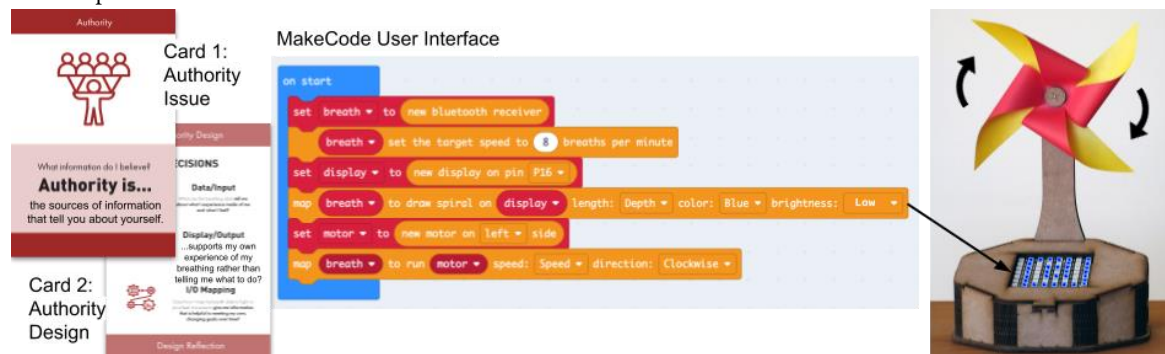 Authority
What information do I believe?
Authority is...
the sources of information
that tell you about yourself.
Card 1:
Authority
Issue
Card 2:
Authority
Design
ority Design
ECISIONS
Data/Input
Display/Output
...supports my own
experience of my
breathing rather than
telling me what to do?
I/O Mapping
Design Reflection
MakeCode User Interface
on start
set breath to new bluetooth receiver
breath set the target speed to 8 breaths per minute
set display to new display on pin P16
map breath to draw spiral on display length: Depth color: Blue brightness: Low
set motor to new motor on left side
map breath to run motor speed: Speed direction: Clockwise